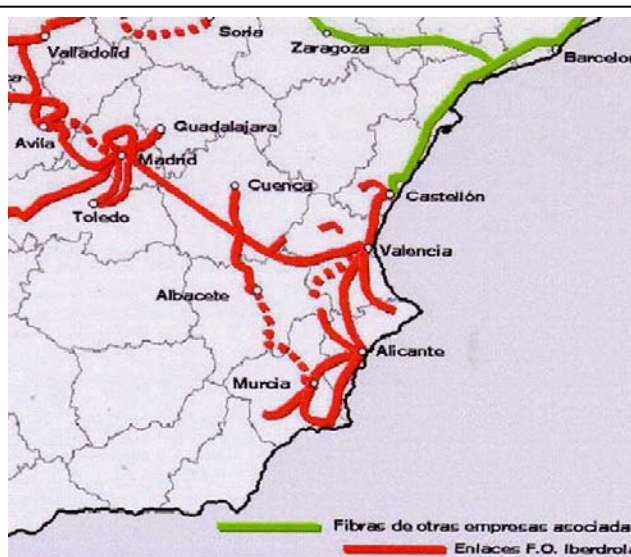 Soria
Valladolid
Zaragoza
Barcelon
ca
Guadalajara
Avila
Madrid
Cuenca
Castellón
Toledo
Valencia
Albacete
Alicante
Murcia
Fibras de otras empresas asociada
Enlaces F.O. Iberdrola